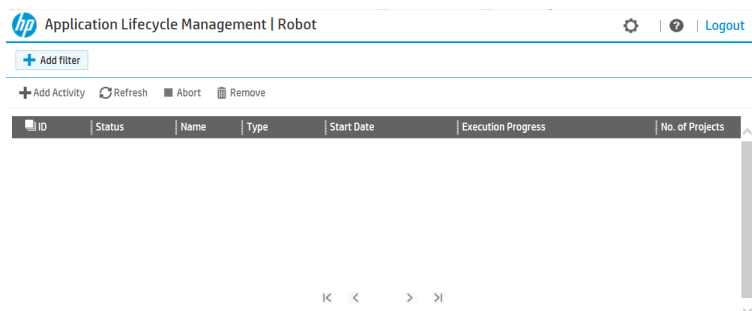 hp Application Lifecycle Management | Robot ? | Logout
Add filter
Add Activity Refresh Abort Remove
ID Status Name Type Start Date Execution Progress No. of Projects